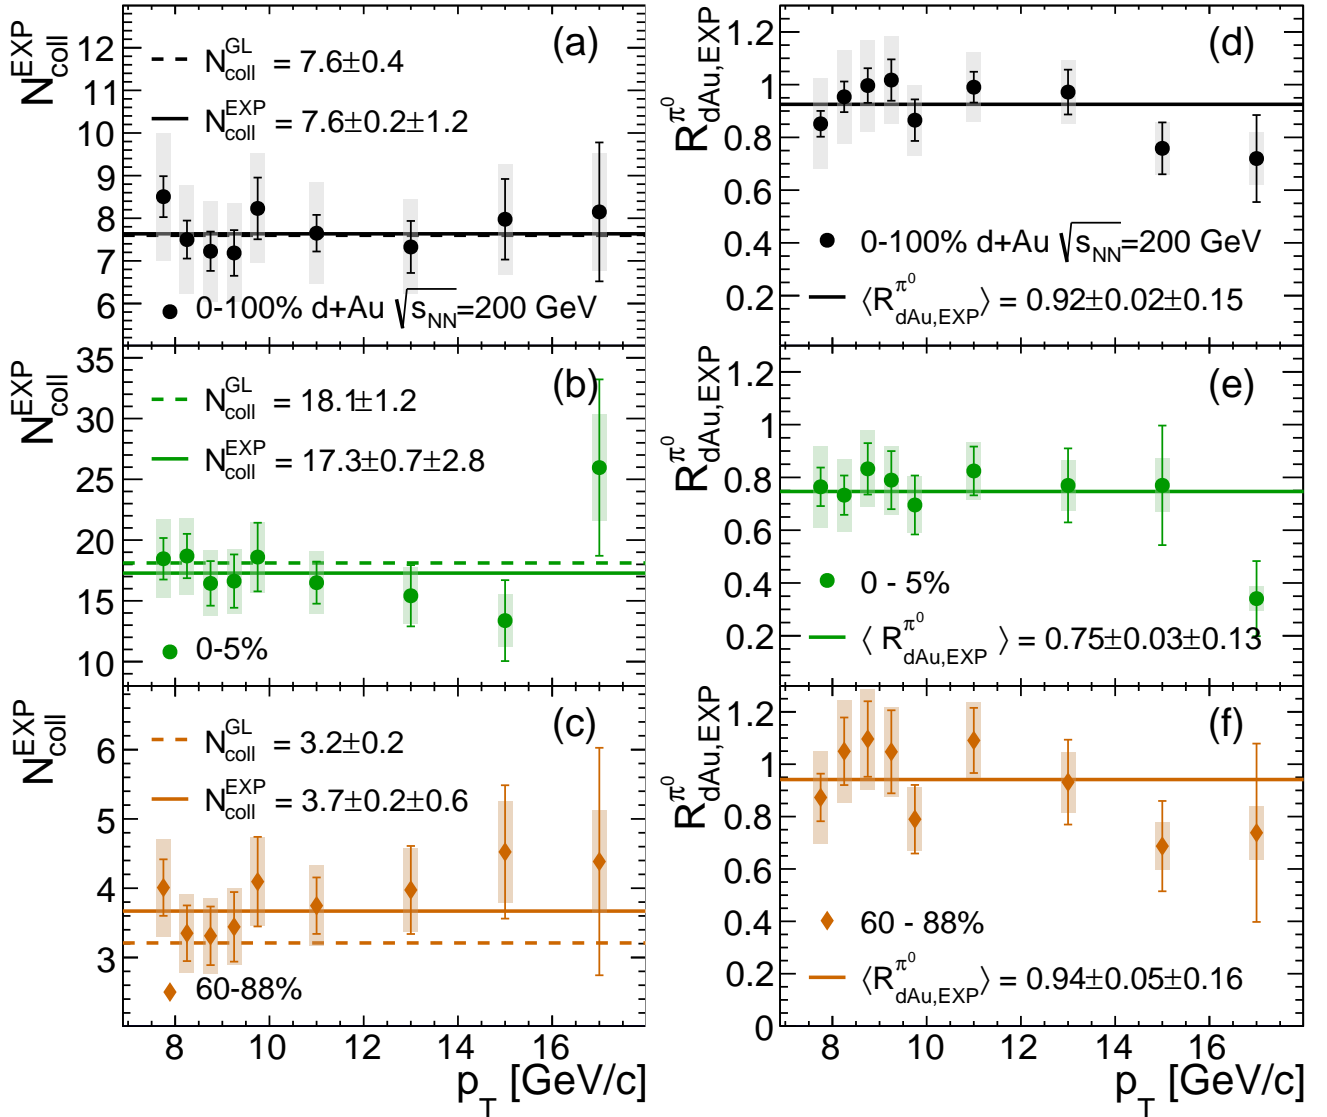 N_coll^EXP
12
11
10
9
8
7
6
(a)
N_coll^GL = 7.6±0.4
N_coll^EXP = 7.6±0.2±1.2
0-100% d+Au √s_NN=200 GeV
N_coll^EXP
35
30
25
20
15
10
(b)
N_coll^GL = 18.1±1.2
N_coll^EXP = 17.3±0.7±2.8
0-5%
N_coll^EXP
6
5
4
3
(c)
N_coll^GL = 3.2±0.2
N_coll^EXP = 3.7±0.2±0.6
60-88%
8 10 12 14 16
p_T [GeV/c]
R_dAu,EXP^π⁰
1.2
1
0.8
0.6
0.4
0.2
(d)
0-100% d+Au √s_NN=200 GeV
⟨R_dAu,EXP^π⁰⟩ = 0.92±0.02±0.15
R_dAu,EXP^π⁰
1.2
1
0.8
0.6
0.4
0.2
(e)
0 - 5%
⟨ R_dAu,EXP^π⁰ ⟩ = 0.75±0.03±0.13
R_dAu,EXP^π⁰
1.2
1
0.8
0.6
0.4
0.2
0
(f)
60 - 88%
⟨R_dAu,EXP^π⁰⟩ = 0.94±0.05±0.16
8 10 12 14 16
p_T [GeV/c]